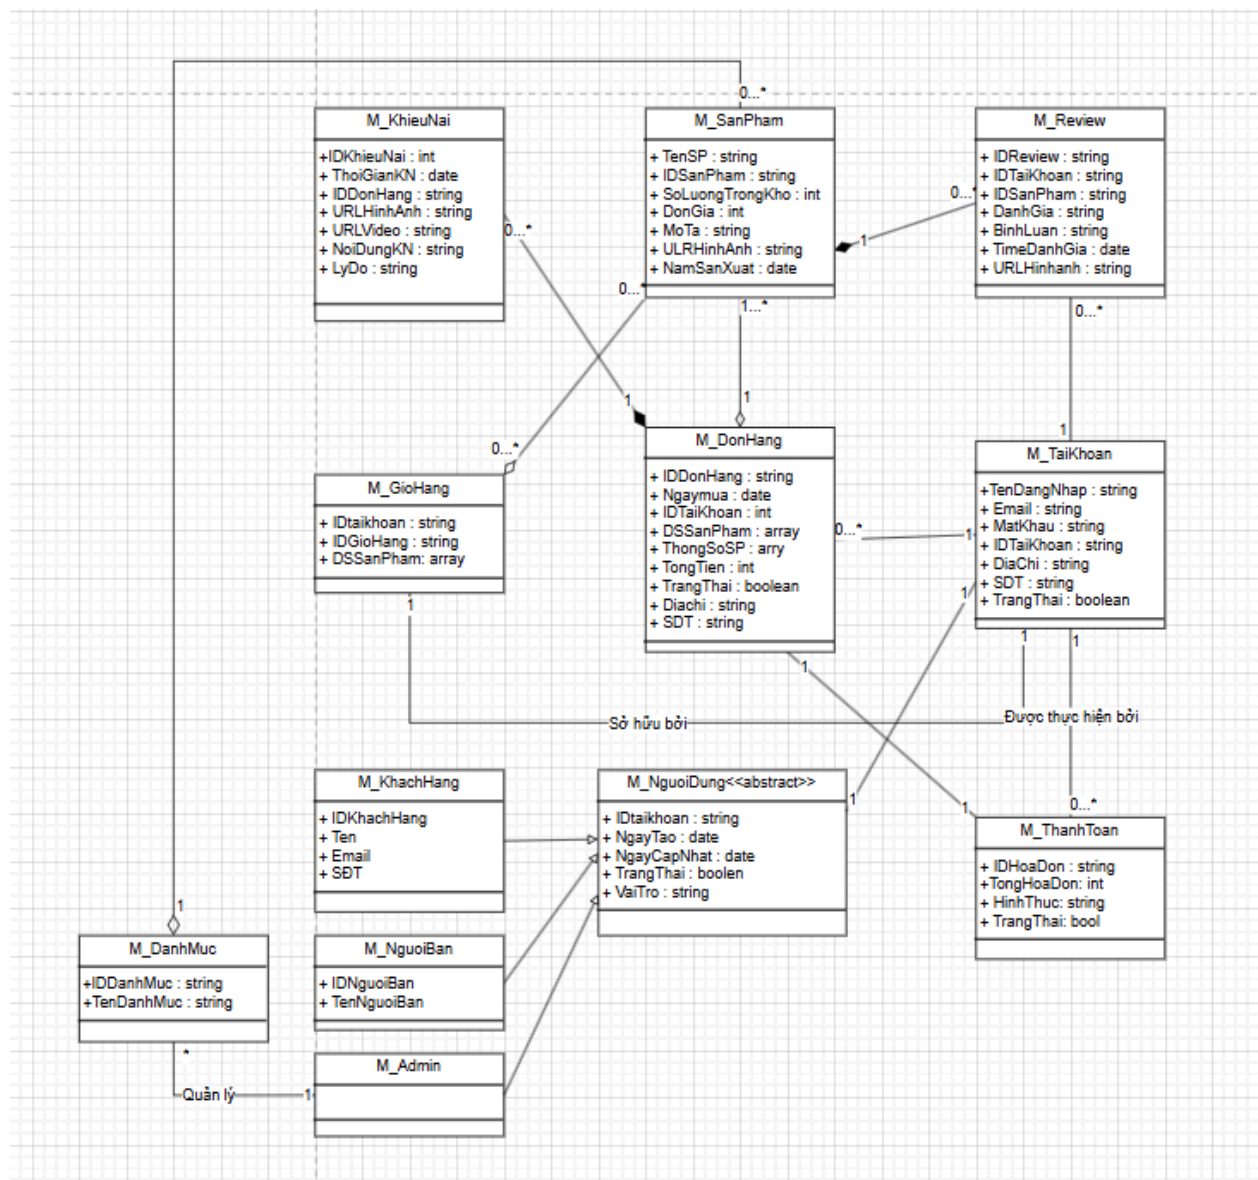 0...*
M_KhieuNai
+IDKhieuNai : int
+ ThoiGianKN : date
+ IDDonHang : string
+ URLHinhAnh : string
+ URLVideo : string
+ NoiDungKN : string
+ LyDo : string
0...*
M_SanPham
+ TenSP : string
+ IDSanPham : string
+ SoLuongTrongKho : int
+ DonGia : int
+ MoTa : string
+ ULRHinhAnh : string
+ NamSanXuat : date
0...*
1...*
1
0...*
M_Review
+ IDReview : string
+ IDTaiKhoan : string
+ IDSanPham : string
+ DanhGia : string
+ BinhLuan : string
+ TimeDanhGia : date
+ URLHinhanh : string
0...*
1
1
1
0...*
M_GioHang
+ IDtaikhoan : string
+ IDGioHang : string
+ DSSanPham: array
1
M_DonHang
+ IDDonHang : string
+ Ngaymua : date
+ IDTaiKhoan : int
+ DSSanPham : array
+ ThongSoSP : arry
+ TongTien : int
+ TrangThai : boolean
+ Diachi : string
+ SDT : string
0...*
1
1
M_TaiKhoan
+TenDangNhap : string
+ Email : string
+ MatKhau : string
+ IDTaiKhoan : string
+ DiaChi : string
+ SDT : string
+ TrangThai : boolean
1
1
1
Sở hữu bởi
Được thực hiện bởi
M_KhachHang
+ IDKhachHang
+ Ten
+ Email
+ SĐT
M_NguoiDung<<abstract>>
+ IDtaikhoan : string
+ NgayTao : date
+ NgayCapNhat : date
+ TrangThai : boolen
+ VaiTro : string
1
1
0...*
M_ThanhToan
+ IDHoaDon : string
+TongHoaDon: int
+ HinhThuc: string
+ TrangThai: bool
1
M_DanhMuc
+IDDanhMuc : string
+TenDanhMuc : string
*
M_NguoiBan
+ IDNguoiBan
+ TenNguoiBan
M_Admin
Quản lý
1